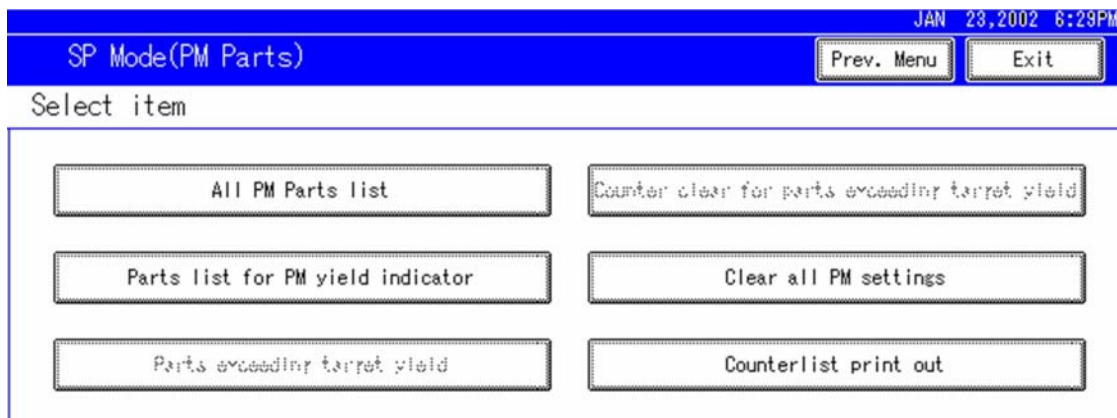 JAN 23,2002 6:29PM
SP Mode(PM Parts)
Prev. Menu
Exit
Select item
All PM Parts list
Counter clear for parts exceeding target yield
Parts list for PM yield indicator
Clear all PM settings
Parts exceeding target yield
Counterlist print out